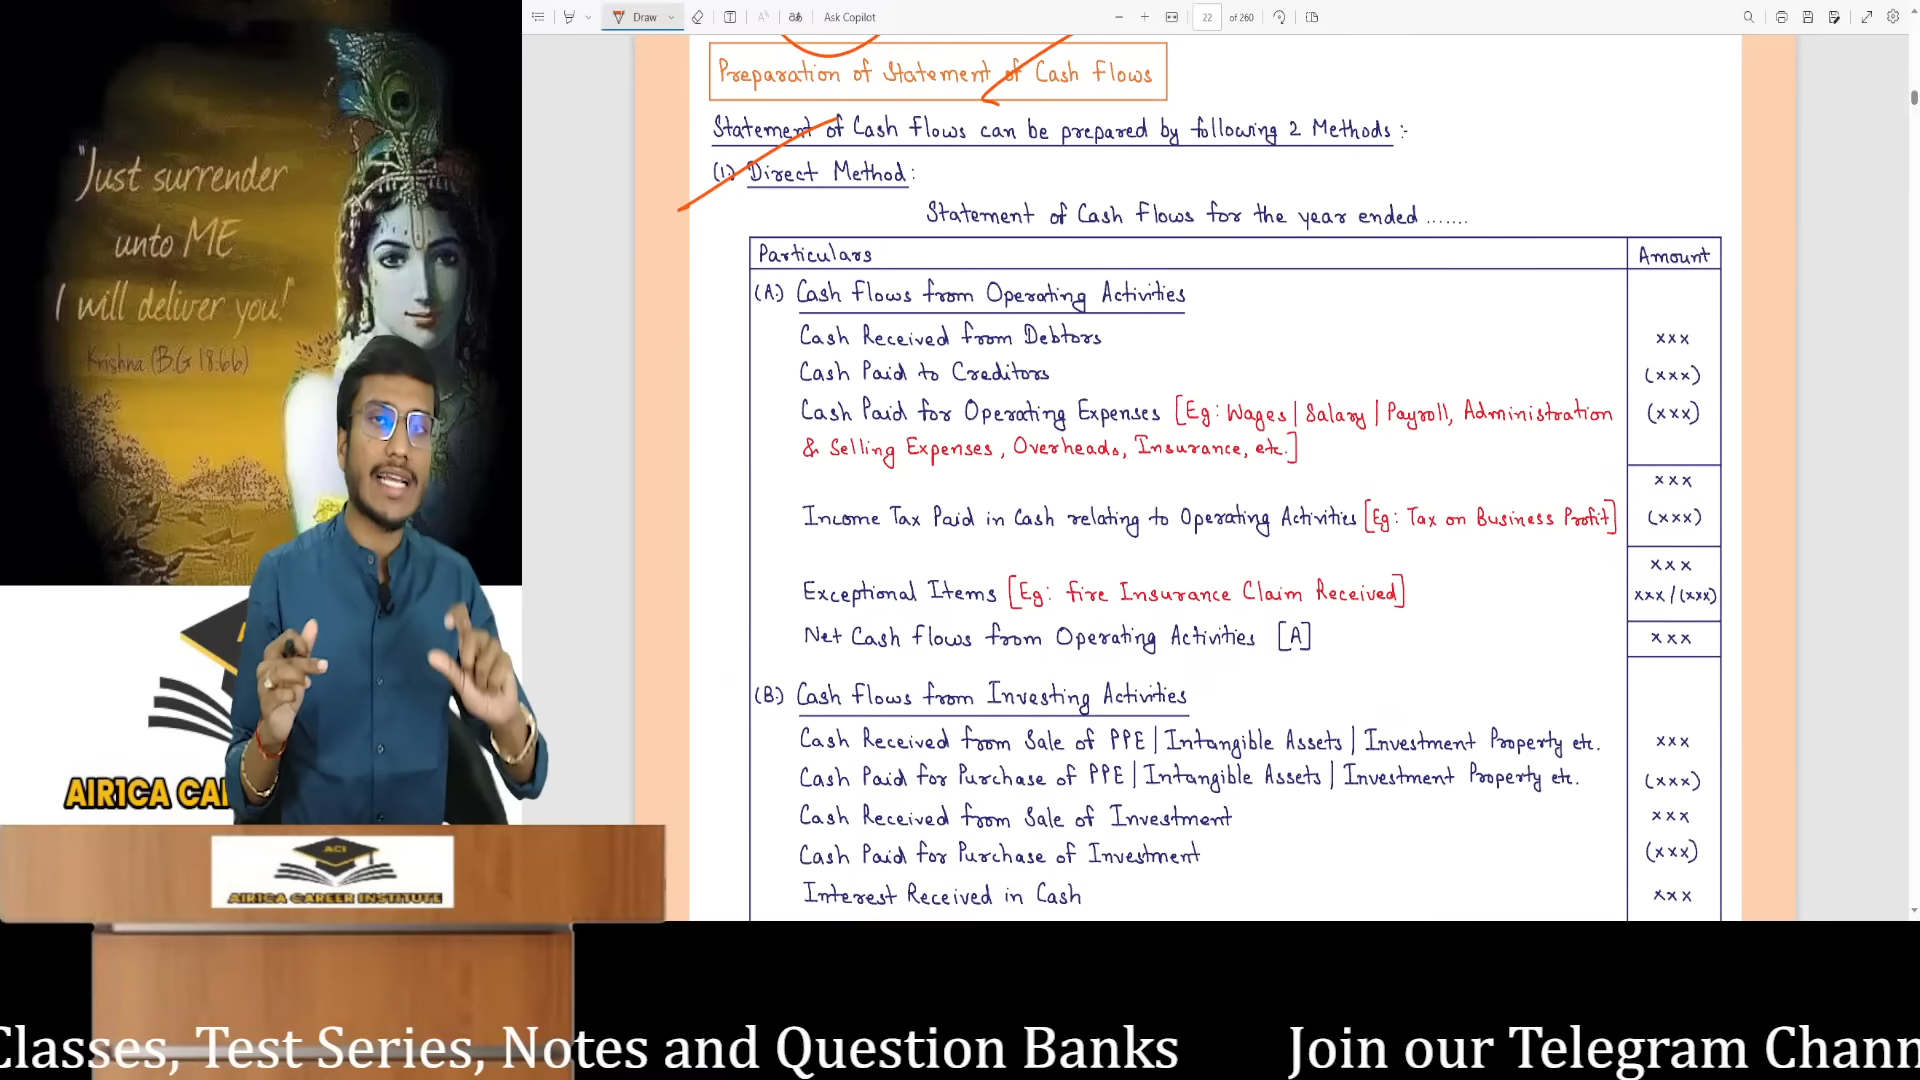 Draw
Ask Copilot
22 of 260
"Just surrender
unto ME
I will deliver you!"
Krishna (B.G 18:66)
Preparation of Statement of Cash Flows
Statement of Cash Flows can be prepared by following 2 Methods :-
(1.) Direct Method:
Statement of Cash Flows for the year ended .......
Particulars Amount
(A.) Cash Flows from Operating Activities
Cash Received from Debtors xxx
Cash Paid to Creditors (xxx)
Cash Paid for Operating Expenses [Eg: Wages | Salary | Payroll, Administration (xxx)
& Selling Expenses, Overheads, Insurance, etc.]
xxx
Income Tax Paid in Cash relating to Operating Activities [Eg: Tax on Business Profit] (xxx)
xxx
Exceptional Items [Eg: Fire Insurance Claim Received] xxx/(xxx)
Net Cash Flows from Operating Activities [A] xxx
(B.) Cash Flows from Investing Activities
Cash Received from Sale of PPE | Intangible Assets | Investment Property etc. xxx
Cash Paid for Purchase of PPE | Intangible Assets | Investment Property etc. (xxx)
Cash Received from Sale of Investment xxx
Cash Paid for Purchase of Investment (xxx)
Interest Received in Cash xxx
AIR1CA CA
ACI
AIR1CA CAREER INSTITUTE
Classes, Test Series, Notes and Question Banks Join our Telegram Chann